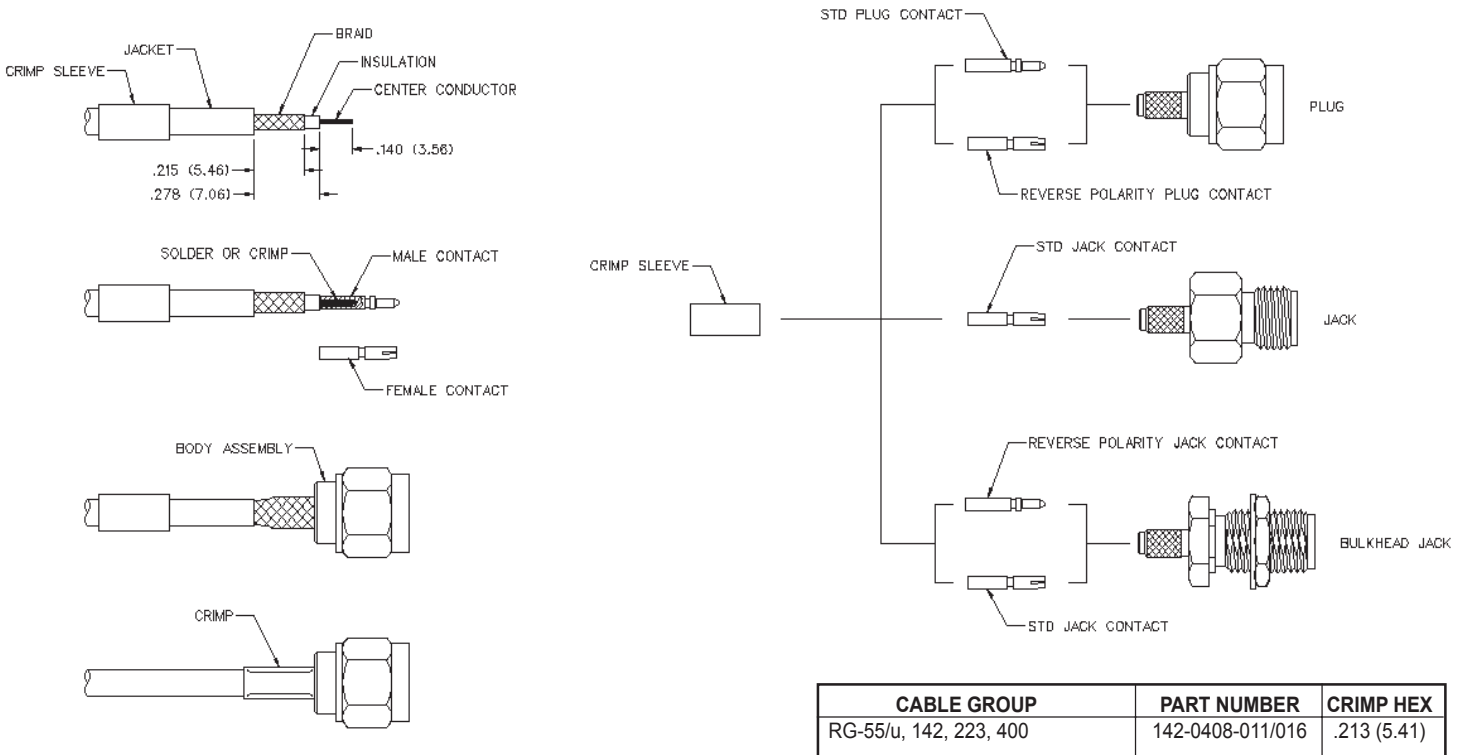 CRIMP SLEEVE
JACKET
BRAID
INSULATION
CENTER CONDUCTOR
.140 (3.56)
.215 (5.46)
.278 (7.06)
SOLDER OR CRIMP
MALE CONTACT
FEMALE CONTACT
BODY ASSEMBLY
CRIMP
STD PLUG CONTACT
PLUG
REVERSE POLARITY PLUG CONTACT
CRIMP SLEEVE
STD JACK CONTACT
JACK
REVERSE POLARITY JACK CONTACT
BULKHEAD JACK
STD JACK CONTACT
CABLE GROUP PART NUMBER CRIMP HEX
RG-55/u, 142, 223, 400 142-0408-011/016 .213 (5.41)